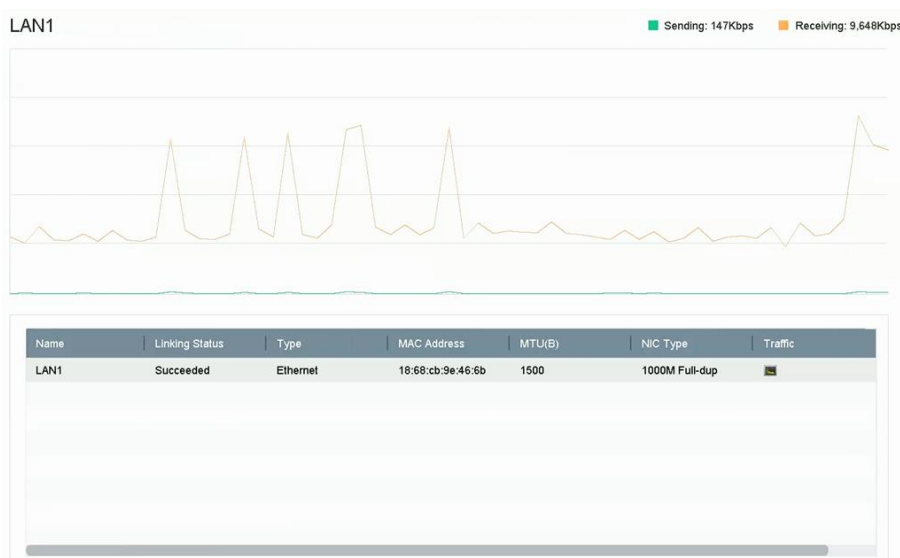 LAN1
Sending: 147Kbps Receiving: 9,648Kbps
Name Linking Status Type MAC Address MTU(B) NIC Type Traffic
LAN1 Succeeded Ethernet 18:68:cb:9e:46:6b 1500 1000M Full-dup